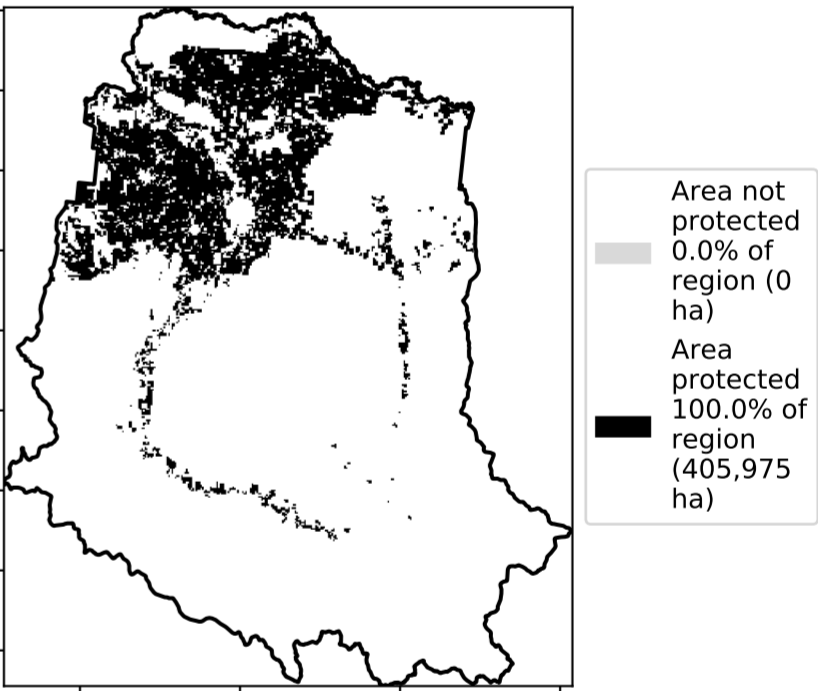 Area not
protected
0.0% of
region (0
ha)
Area
protected
100.0% of
region
(405,975
ha)